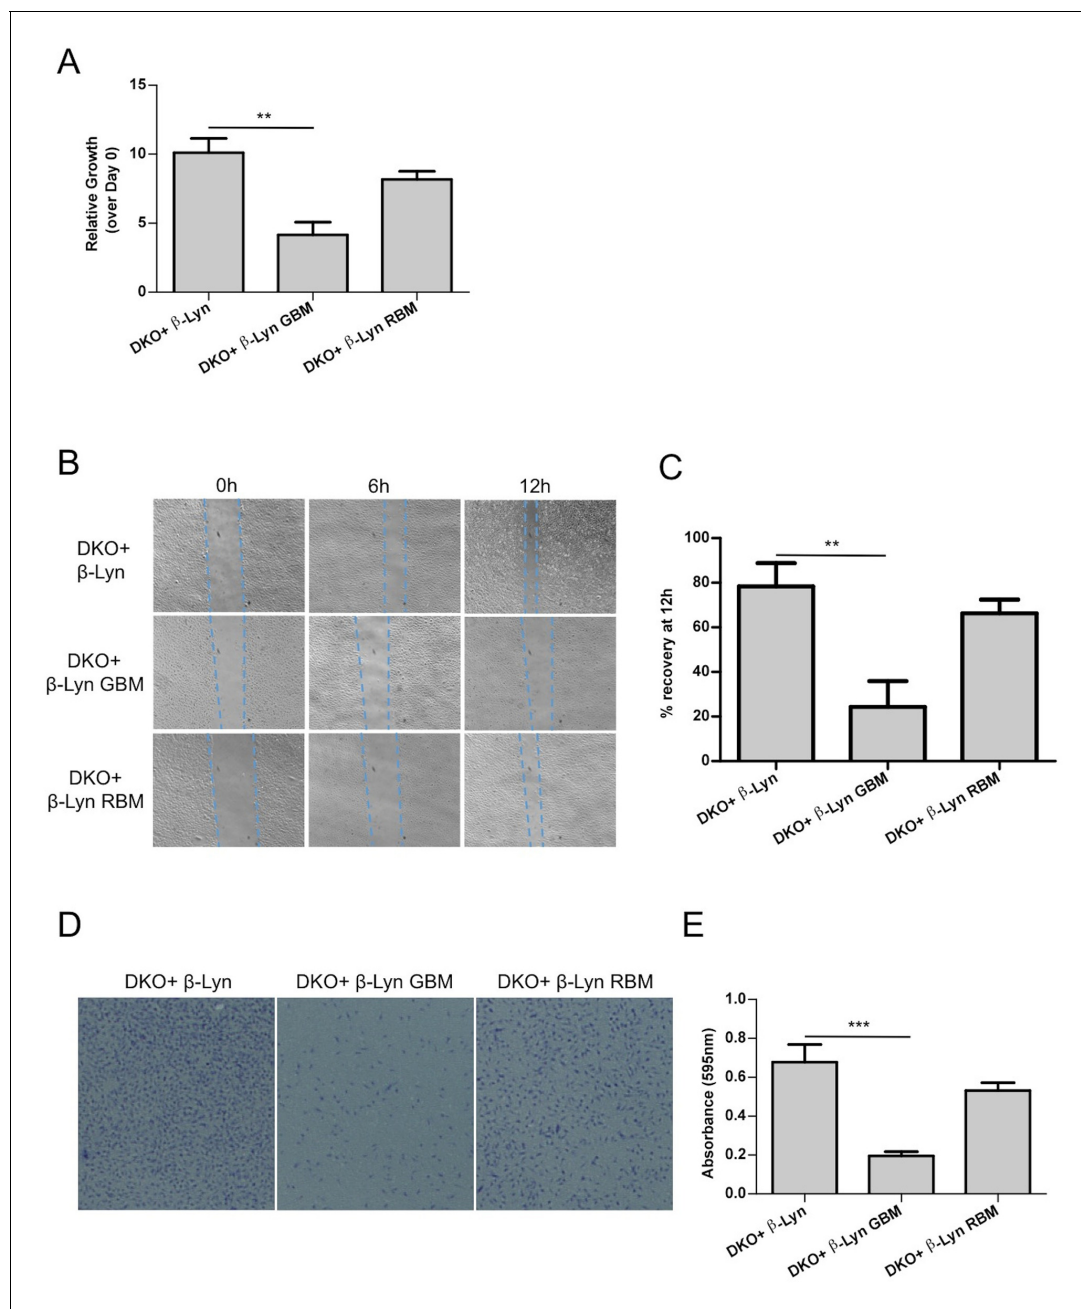 A
15
10
5
0
Relative Growth
(over Day 0)
**
DKO+ β-Lyn
DKO+ β-Lyn GBM
DKO+ β-Lyn RBM
B
0h
6h
12h
DKO+
β-Lyn
DKO+
β-Lyn GBM
DKO+
β-Lyn RBM
C
100
80
60
40
20
0
% recovery at 12h
**
DKO+ β-Lyn
DKO+ β-Lyn GBM
DKO+ β-Lyn RBM
D
DKO+ β-Lyn
DKO+ β-Lyn GBM
DKO+ β-Lyn RBM
E
1.0
0.8
0.6
0.4
0.2
0.0
Absorbance (595nm)
***
DKO+ β-Lyn
DKO+ β-Lyn GBM
DKO+ β-Lyn RBM